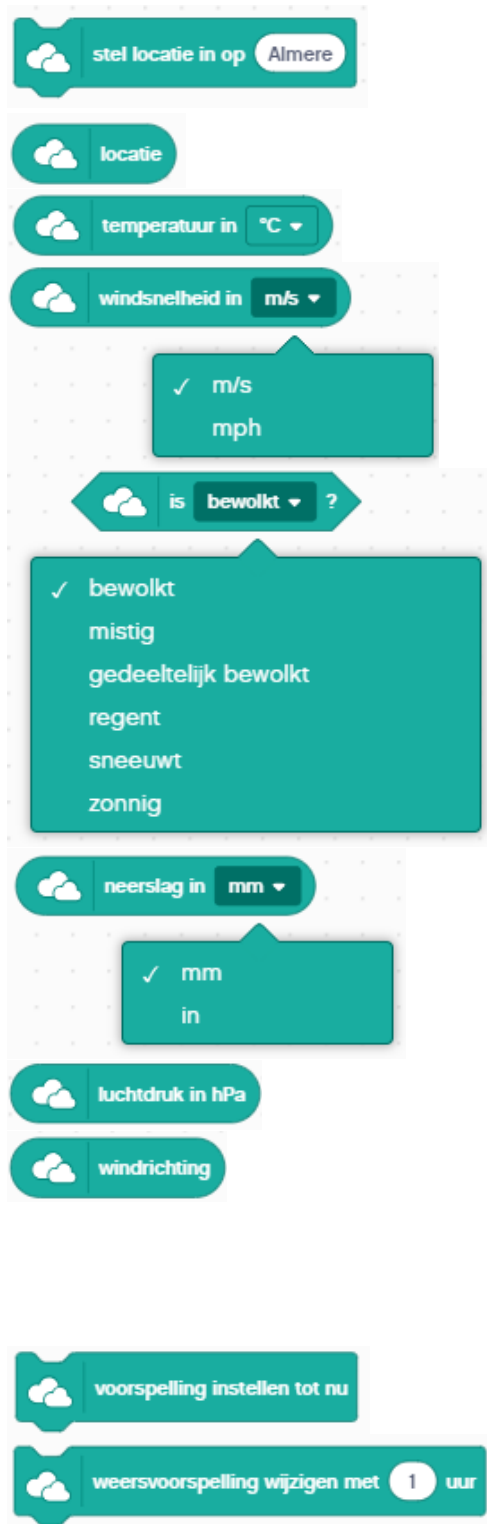 stel locatie in op Almere
locatie
temperatuur in °C
windsnelheid in m/s
m/s
mph
is bewolkt ?
bewolkt
mistig
gedeeltelijk bewolkt
regent
sneeuwt
zonnig
neerslag in mm
mm
in
luchtdruk in hPa
windrichting
voorspelling instellen tot nu
weersvoorspelling wijzigen met 1 uur